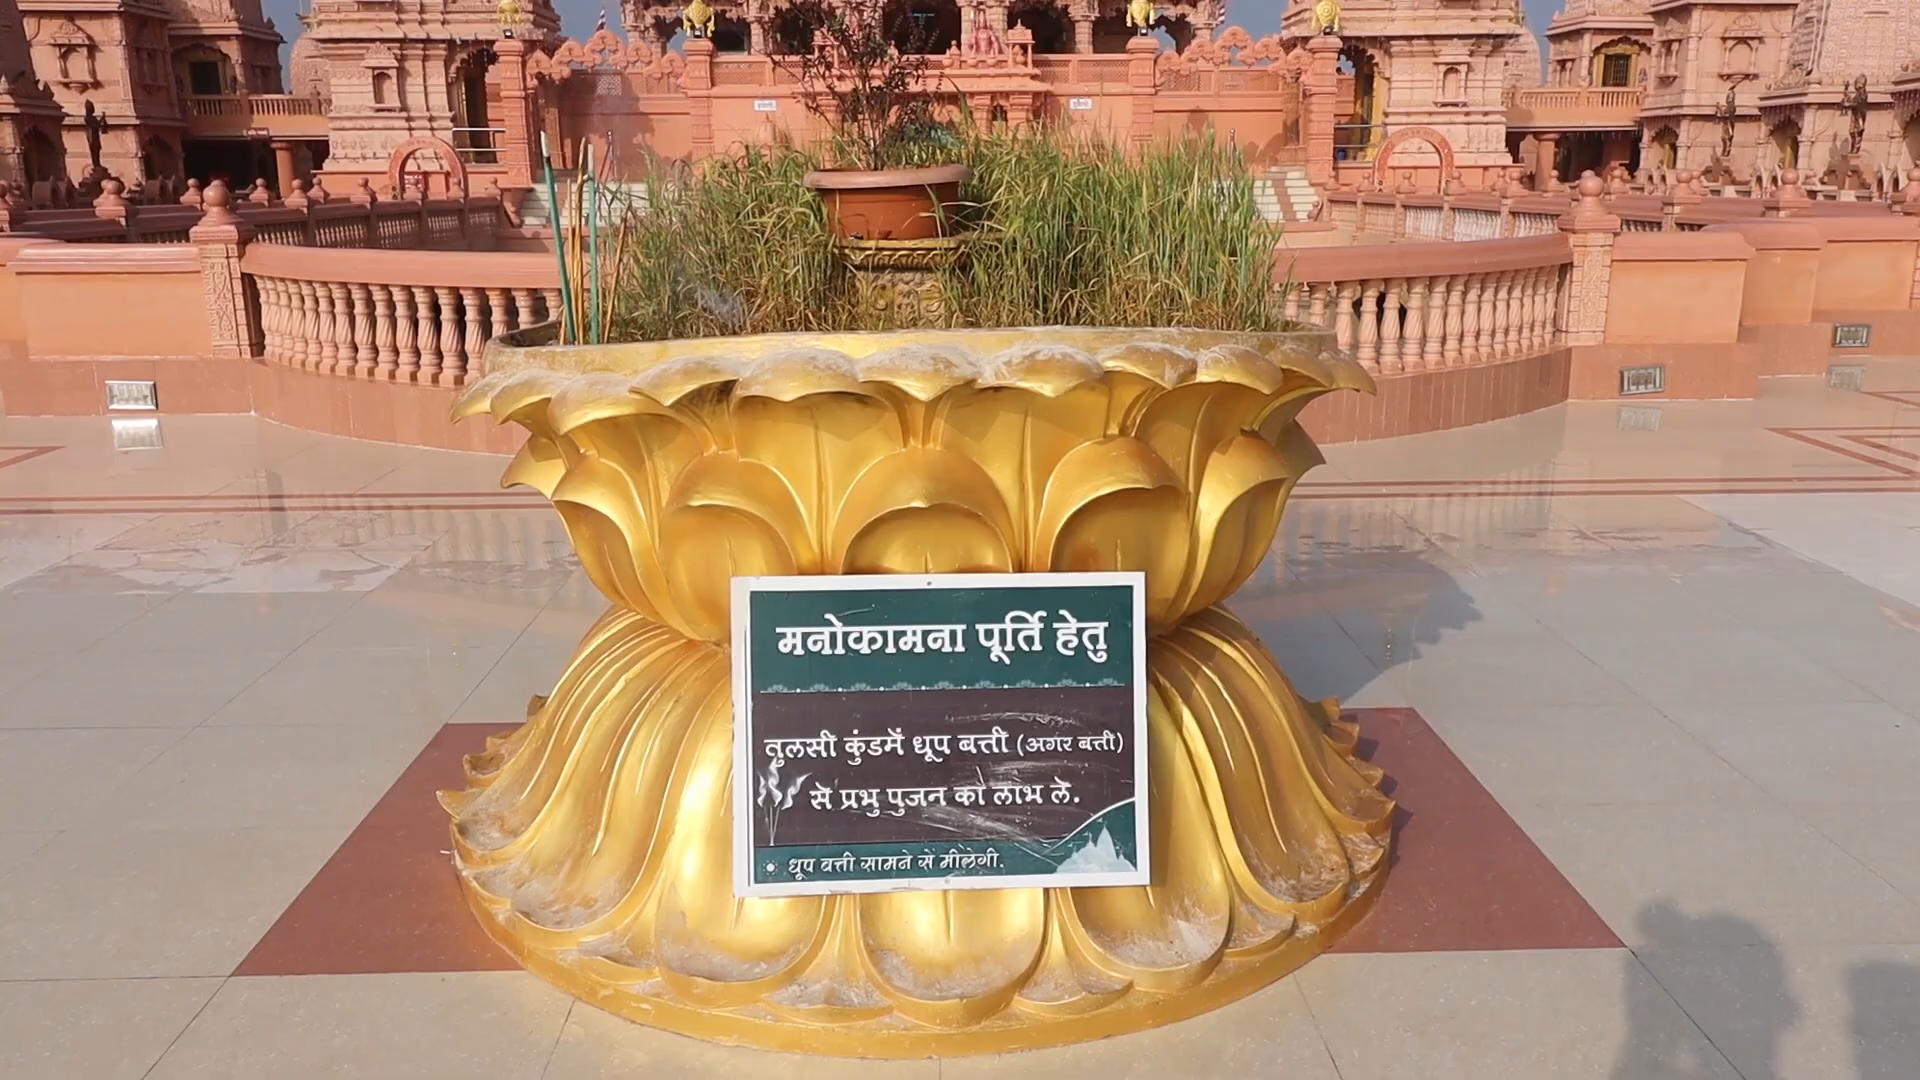 मनोकामना पूर्ति हेतु
तुलसी कुंडमेँ धूप बत्ती (अगर बत्ती)
से प्रभु पुजन का लाभ ले.
धूप बत्ती सामने से मीलेगी.